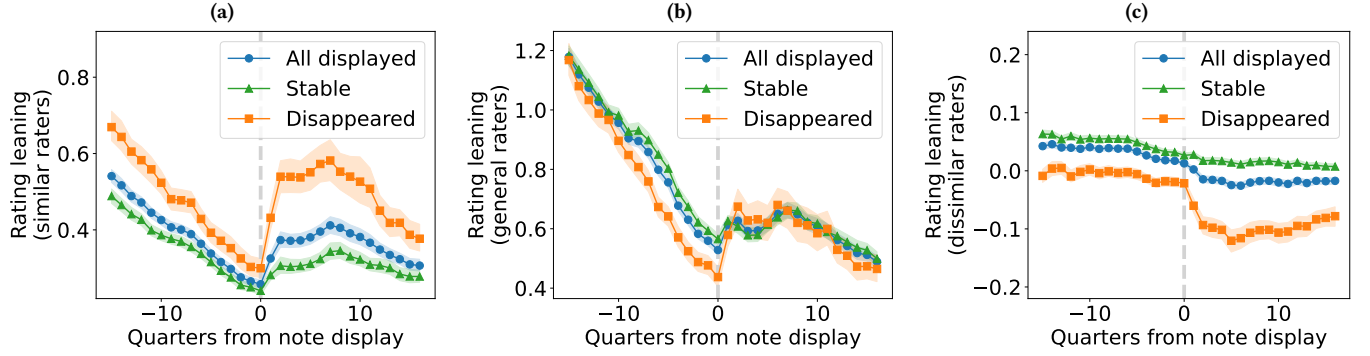 (a)
Rating leaning
(similar raters)
0.8
0.6
0.4
All displayed
Stable
Disappeared
−10
0
10
Quarters from note display
(b)
Rating leaning
(general raters)
1.2
1.0
0.8
0.6
0.4
All displayed
Stable
Disappeared
−10
0
10
Quarters from note display
(c)
Rating leaning
(dissimilar raters)
0.2
0.1
0.0
−0.1
−0.2
All displayed
Stable
Disappeared
−10
0
10
Quarters from note display